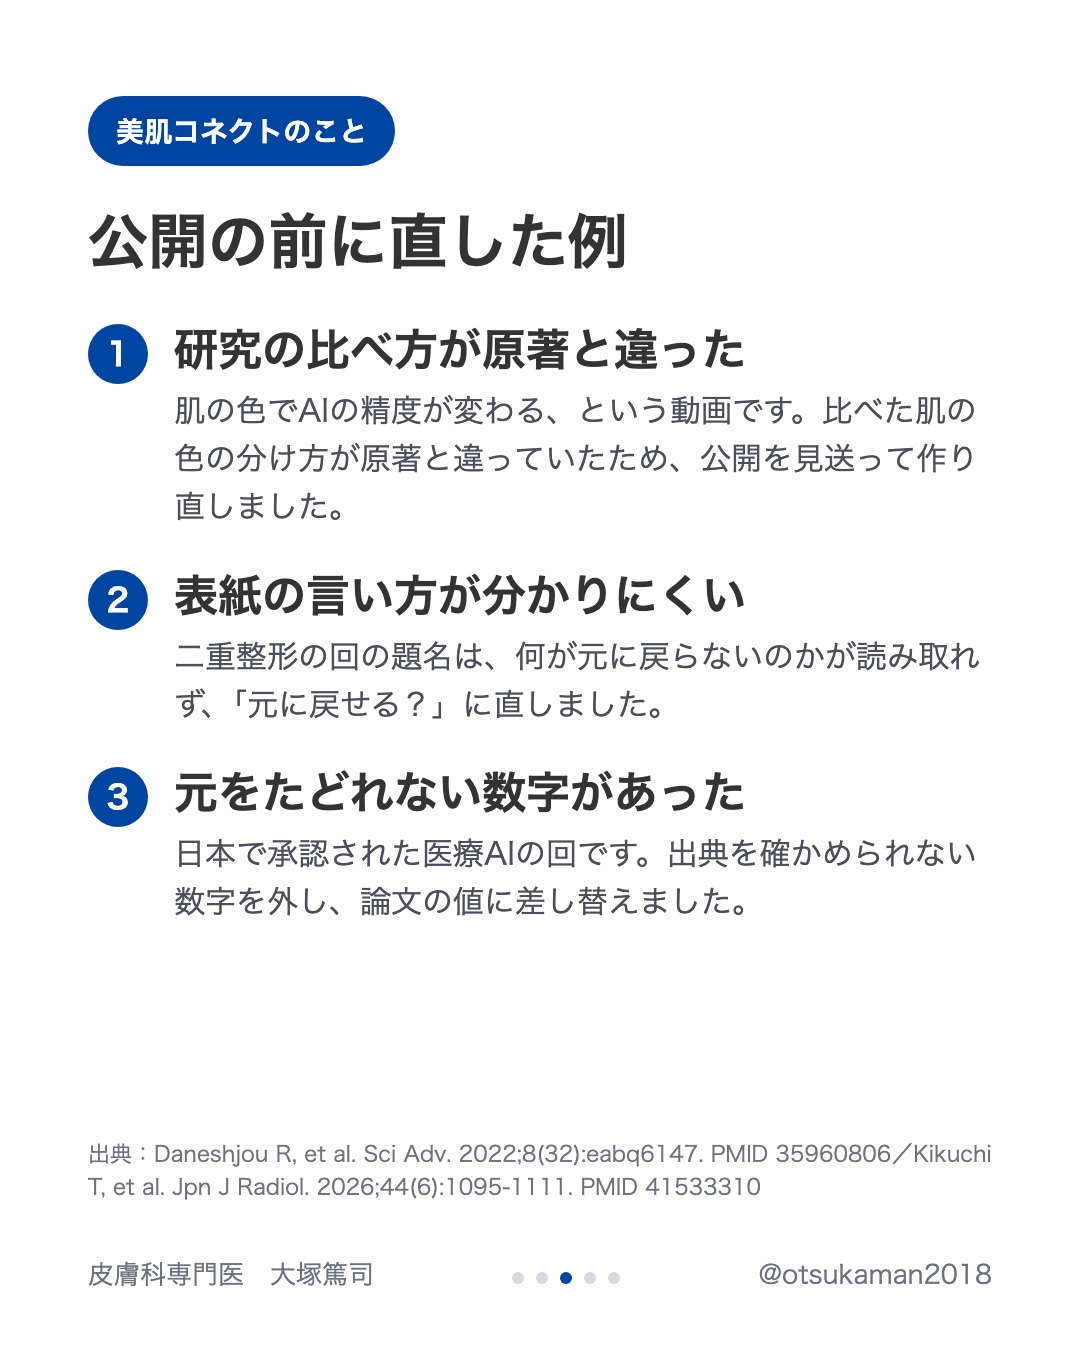 美肌コネクトのこと
公開の前に直した例
1 研究の比べ方が原著と違った
肌の色でAIの精度が変わる、という動画です。比べた肌の
色の分け方が原著と違っていたため、公開を見送って作り
直しました。
2 表紙の言い方が分かりにくい
二重整形の回の題名は、何が元に戻らないのかが読み取れ
ず、「元に戻せる？」に直しました。
3 元をたどれない数字があった
日本で承認された医療AIの回です。出典を確かめられない
数字を外し、論文の値に差し替えました。
出典：Daneshjou R, et al. Sci Adv. 2022;8(32):eabq6147. PMID 35960806／Kikuchi
T, et al. Jpn J Radiol. 2026;44(6):1095-1111. PMID 41533310
皮膚科専門医　大塚篤司
@otsukaman2018